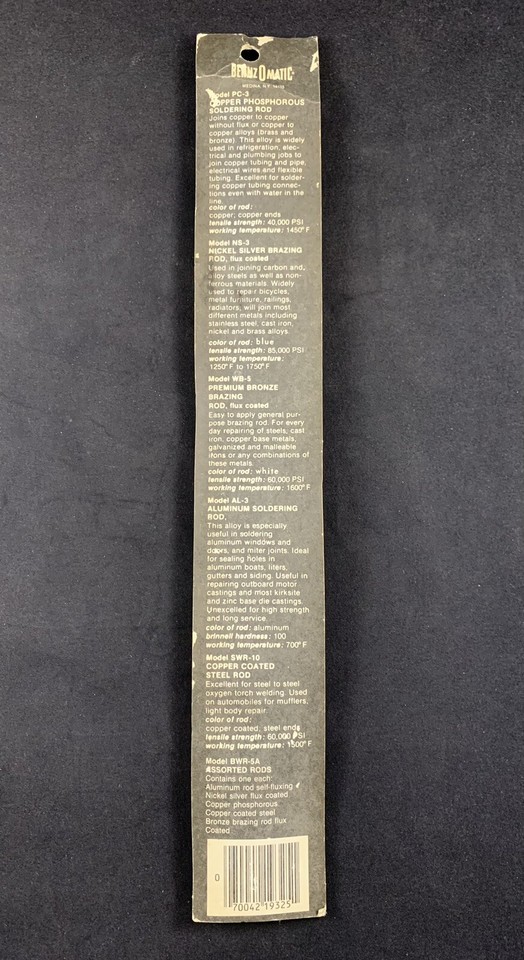 BERNZ O MATIC
MEDINA, N.Y.
Model PC-3
COPPER PHOSPHOROUS
SOLDERING ROD
Joins copper to copper
without flux or copper to
copper alloys (brass and
bronze). This alloy is widely
used in refrigeration, elec-
trical and plumbing jobs to
join copper tubing and pipe,
electrical wires and flexible
tubing. Excellent for solder-
ing copper tubing connec-
tions even with water in the
line.
color of rod:
copper; copper ends
tensile strength: 40,000 PSI
working temperature: 1450° F
Model NS-3
NICKEL SILVER BRAZING
ROD, flux coated
Used in joining carbon and,
alloy steels as well as non-
ferrous materials. Widely
used to repair bicycles,
metal furniture, railings,
radiators, will join most
different metals including
stainless steel, cast iron,
nickel and brass alloys.
color of rod: blue
tensile strength: 85,000 PSI
working temperature:
1250° F to 1750° F
Model WB-5
PREMIUM BRONZE
BRAZING
ROD, flux coated
Easy to apply general pur-
pose brazing rod. For every
day repairing of steels, cast
iron, copper base metals,
galvanized and malleable
irons or any combinations of
these metals.
color of rod: white
tensile strength: 60,000 PSI
working temperature: 1600° F
Model AL-3
ALUMINUM SOLDERING
ROD,
This alloy is especially
useful in soldering
aluminum windows and
doors, and miter joints. Ideal
for sealing holes in
aluminum boats, liters,
gutters and siding. Useful in
repairing outboard motor
castings and most kirksite
and zinc base die castings.
Unexcelled for high strength
and long service.
color of rod: aluminum
brinnell hardness: 100
working temperature: 700° F
Model SWR-10
COPPER COATED
STEEL ROD
Excellent for steel to steel
oxygen torch welding. Used
on automobiles for mufflers,
light body repair.
color of rod:
copper coated; steel ends
tensile strength: 60,000 PSI
working temperature: 1500° F
Model BWR-5A
ASSORTED RODS
Contains one each:
Aluminum rod self-fluxing
Nickel silver flux coated
Copper phosphorous
Copper coated steel
Bronze brazing rod flux
Coated
0 70042 19325